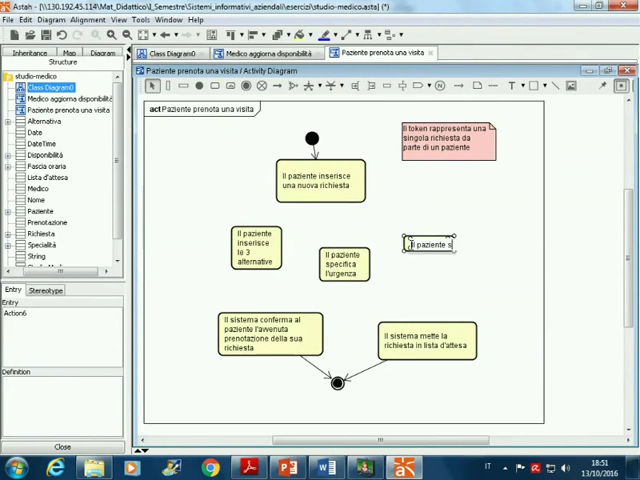 Astah - [\\130.192.45.114\Mat_Didattico\I_Semestre\Sistemi_informativi_aziendali\esercizi\studio-medico.asta] (*)
File Edit Diagram Alignment View Tools Window Help
Inheritance Map Diagram
Structure
studio-medico
Class Diagram0
Medico aggiorna disponibilità
Paziente prenota una visita
Alternativa
Date
DateTime
Disponibilità
Fascia oraria
Lista d'attesa
Medico
Nome
Paziente
Prenotazione
Richiesta
Specialità
String
Entry Stereotype
Entry
Action6
Definition
Close
Class Diagram0
Medico aggiorna disponibilità
Paziente prenota una visita
Paziente prenota una visita / Activity Diagram
act Paziente prenota una visita
Il token rappresenta una
singola richiesta da
parte di un paziente
Il paziente inserisce
una nuova richiesta
Il paziente
inserisce
le 3
alternative
Il paziente
specifica
l'urgenza
Il paziente s
Il sistema conferma al
paziente l'avvenuta
prenotazione della sua
richiesta
Il sistema mette la
richiesta in lista d'attesa
IT
18:51
13/10/2016